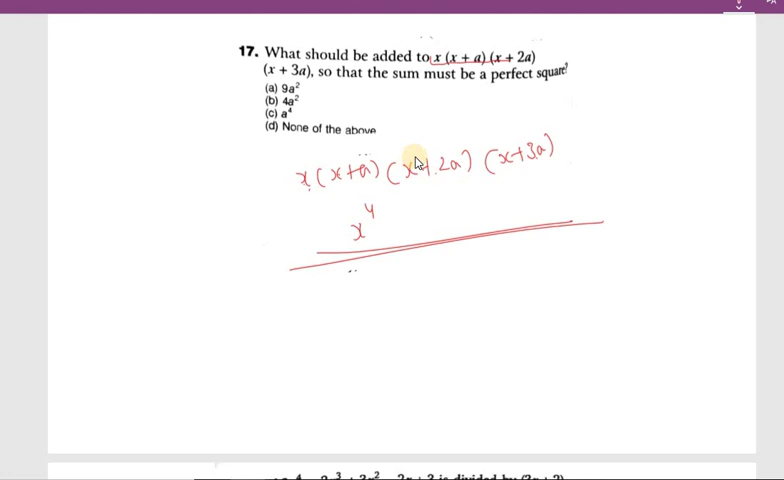 17. What should be added to x (x + a) (x + 2a)
(x + 3a), so that the sum must be a perfect square?
(a) 9a²
(b) 4a²
(c) a⁴
(d) None of the above
x(x+a)(x+2a)(x+3a)
x⁴